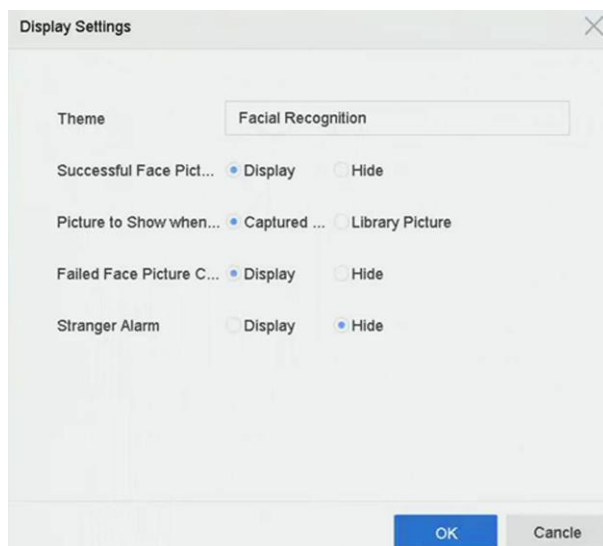 Display Settings
Theme Facial Recognition
Successful Face Pict... Display Hide
Picture to Show when... Captured ... Library Picture
Failed Face Picture C... Display Hide
Stranger Alarm Display Hide
OK Cancle